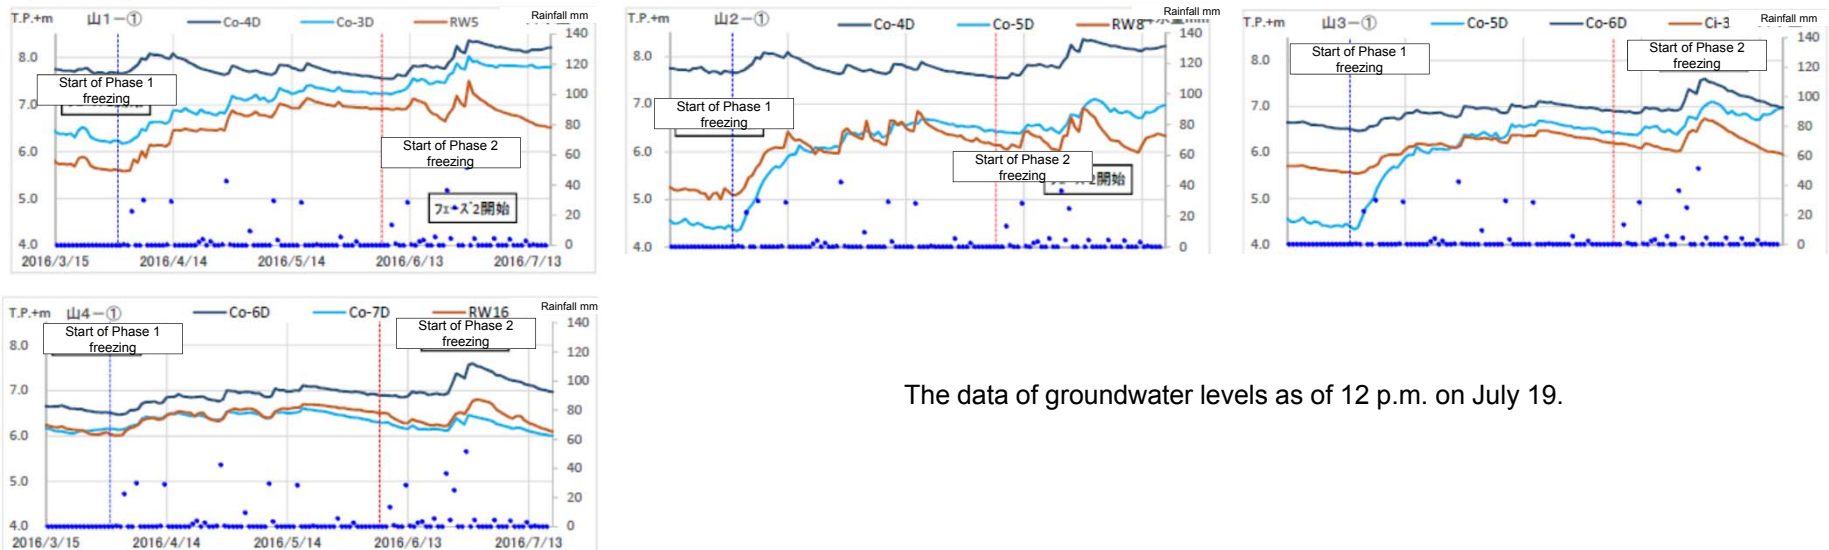 T.P.+m 山1－① Co-4D Co-3D RW5 Rainfall mm
8.0
7.0
6.0
5.0
4.0
140
120
100
80
60
40
20
0
Start of Phase 1
freezing
Start of Phase 2
freezing
ﾌｪｰｽﾞ2開始
2016/3/15 2016/4/14 2016/5/14 2016/6/13 2016/7/13
T.P.+m 山2－① Co-4D Co-5D RW8 Rainfall mm
8.0
7.0
6.0
5.0
4.0
140
120
100
80
60
40
20
0
Start of Phase 1
freezing
Start of Phase 2
freezing
2開始
T.P.+m 山3－① Co-5D Co-6D Ci-3 Rainfall mm
8.0
7.0
6.0
5.0
4.0
140
120
100
80
60
40
20
0
Start of Phase 1
freezing
Start of Phase 2
freezing
T.P.+m 山4－① Co-6D Co-7D RW16 Rainfall mm
8.0
7.0
6.0
5.0
4.0
140
120
100
80
60
40
20
0
Start of Phase 1
freezing
Start of Phase 2
freezing
2016/3/15 2016/4/14 2016/5/14 2016/6/13 2016/7/13
The data of groundwater levels as of 12 p.m. on July 19.